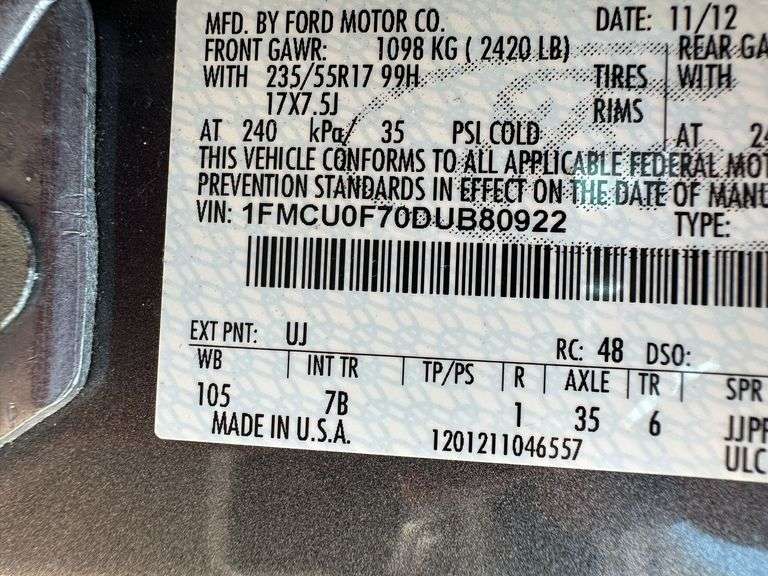 MFD. BY FORD MOTOR CO. DATE: 11/12
FRONT GAWR: 1098 KG ( 2420 LB) REAR GA
WITH 235/55R17 99H TIRES WITH
17X7.5J RIMS
AT 240 kPa/ 35 PSI COLD AT 24
THIS VEHICLE CONFORMS TO ALL APPLICABLE FEDERAL MOT
PREVENTION STANDARDS IN EFFECT ON THE DATE OF MANU
VIN: 1FMCU0F70DUB80922 TYPE:
EXT PNT: UJ RC: 48 DSO:
WB INT TR TP/PS R AXLE TR SPR
105 7B 1 35 6 JJPF
MADE IN U.S.A. 1201211046557 ULC